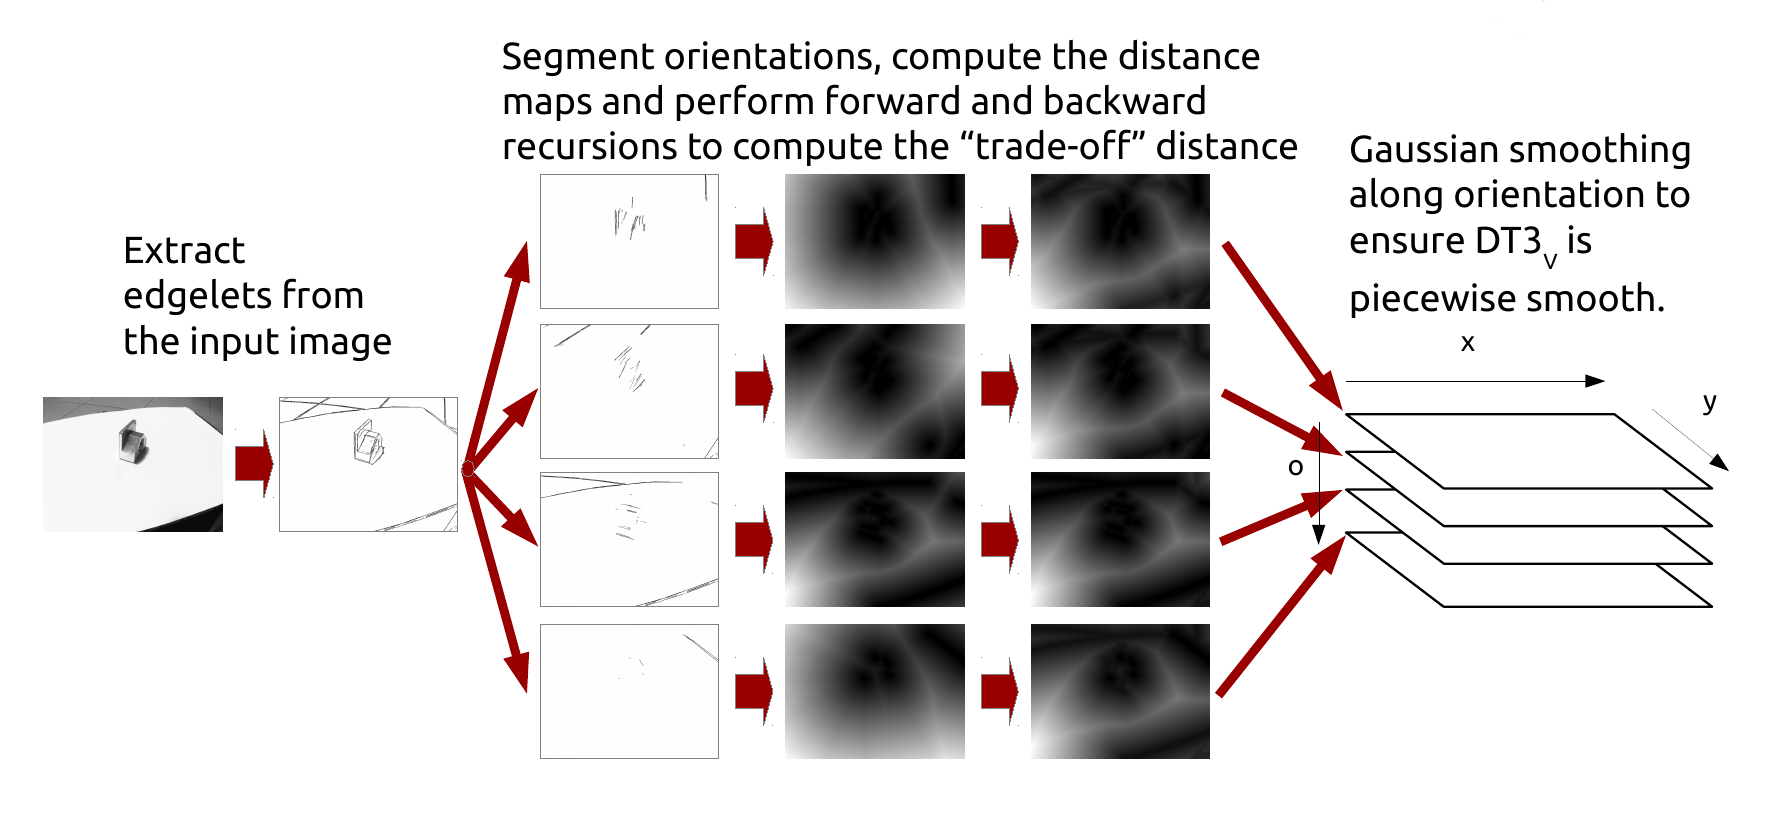 Segment orientations, compute the distance
maps and perform forward and backward
recursions to compute the “trade-off” distance
Gaussian smoothing
along orientation to
ensure DT3V is
piecewise smooth.
Extract
edgelets from
the input image
x
y
o